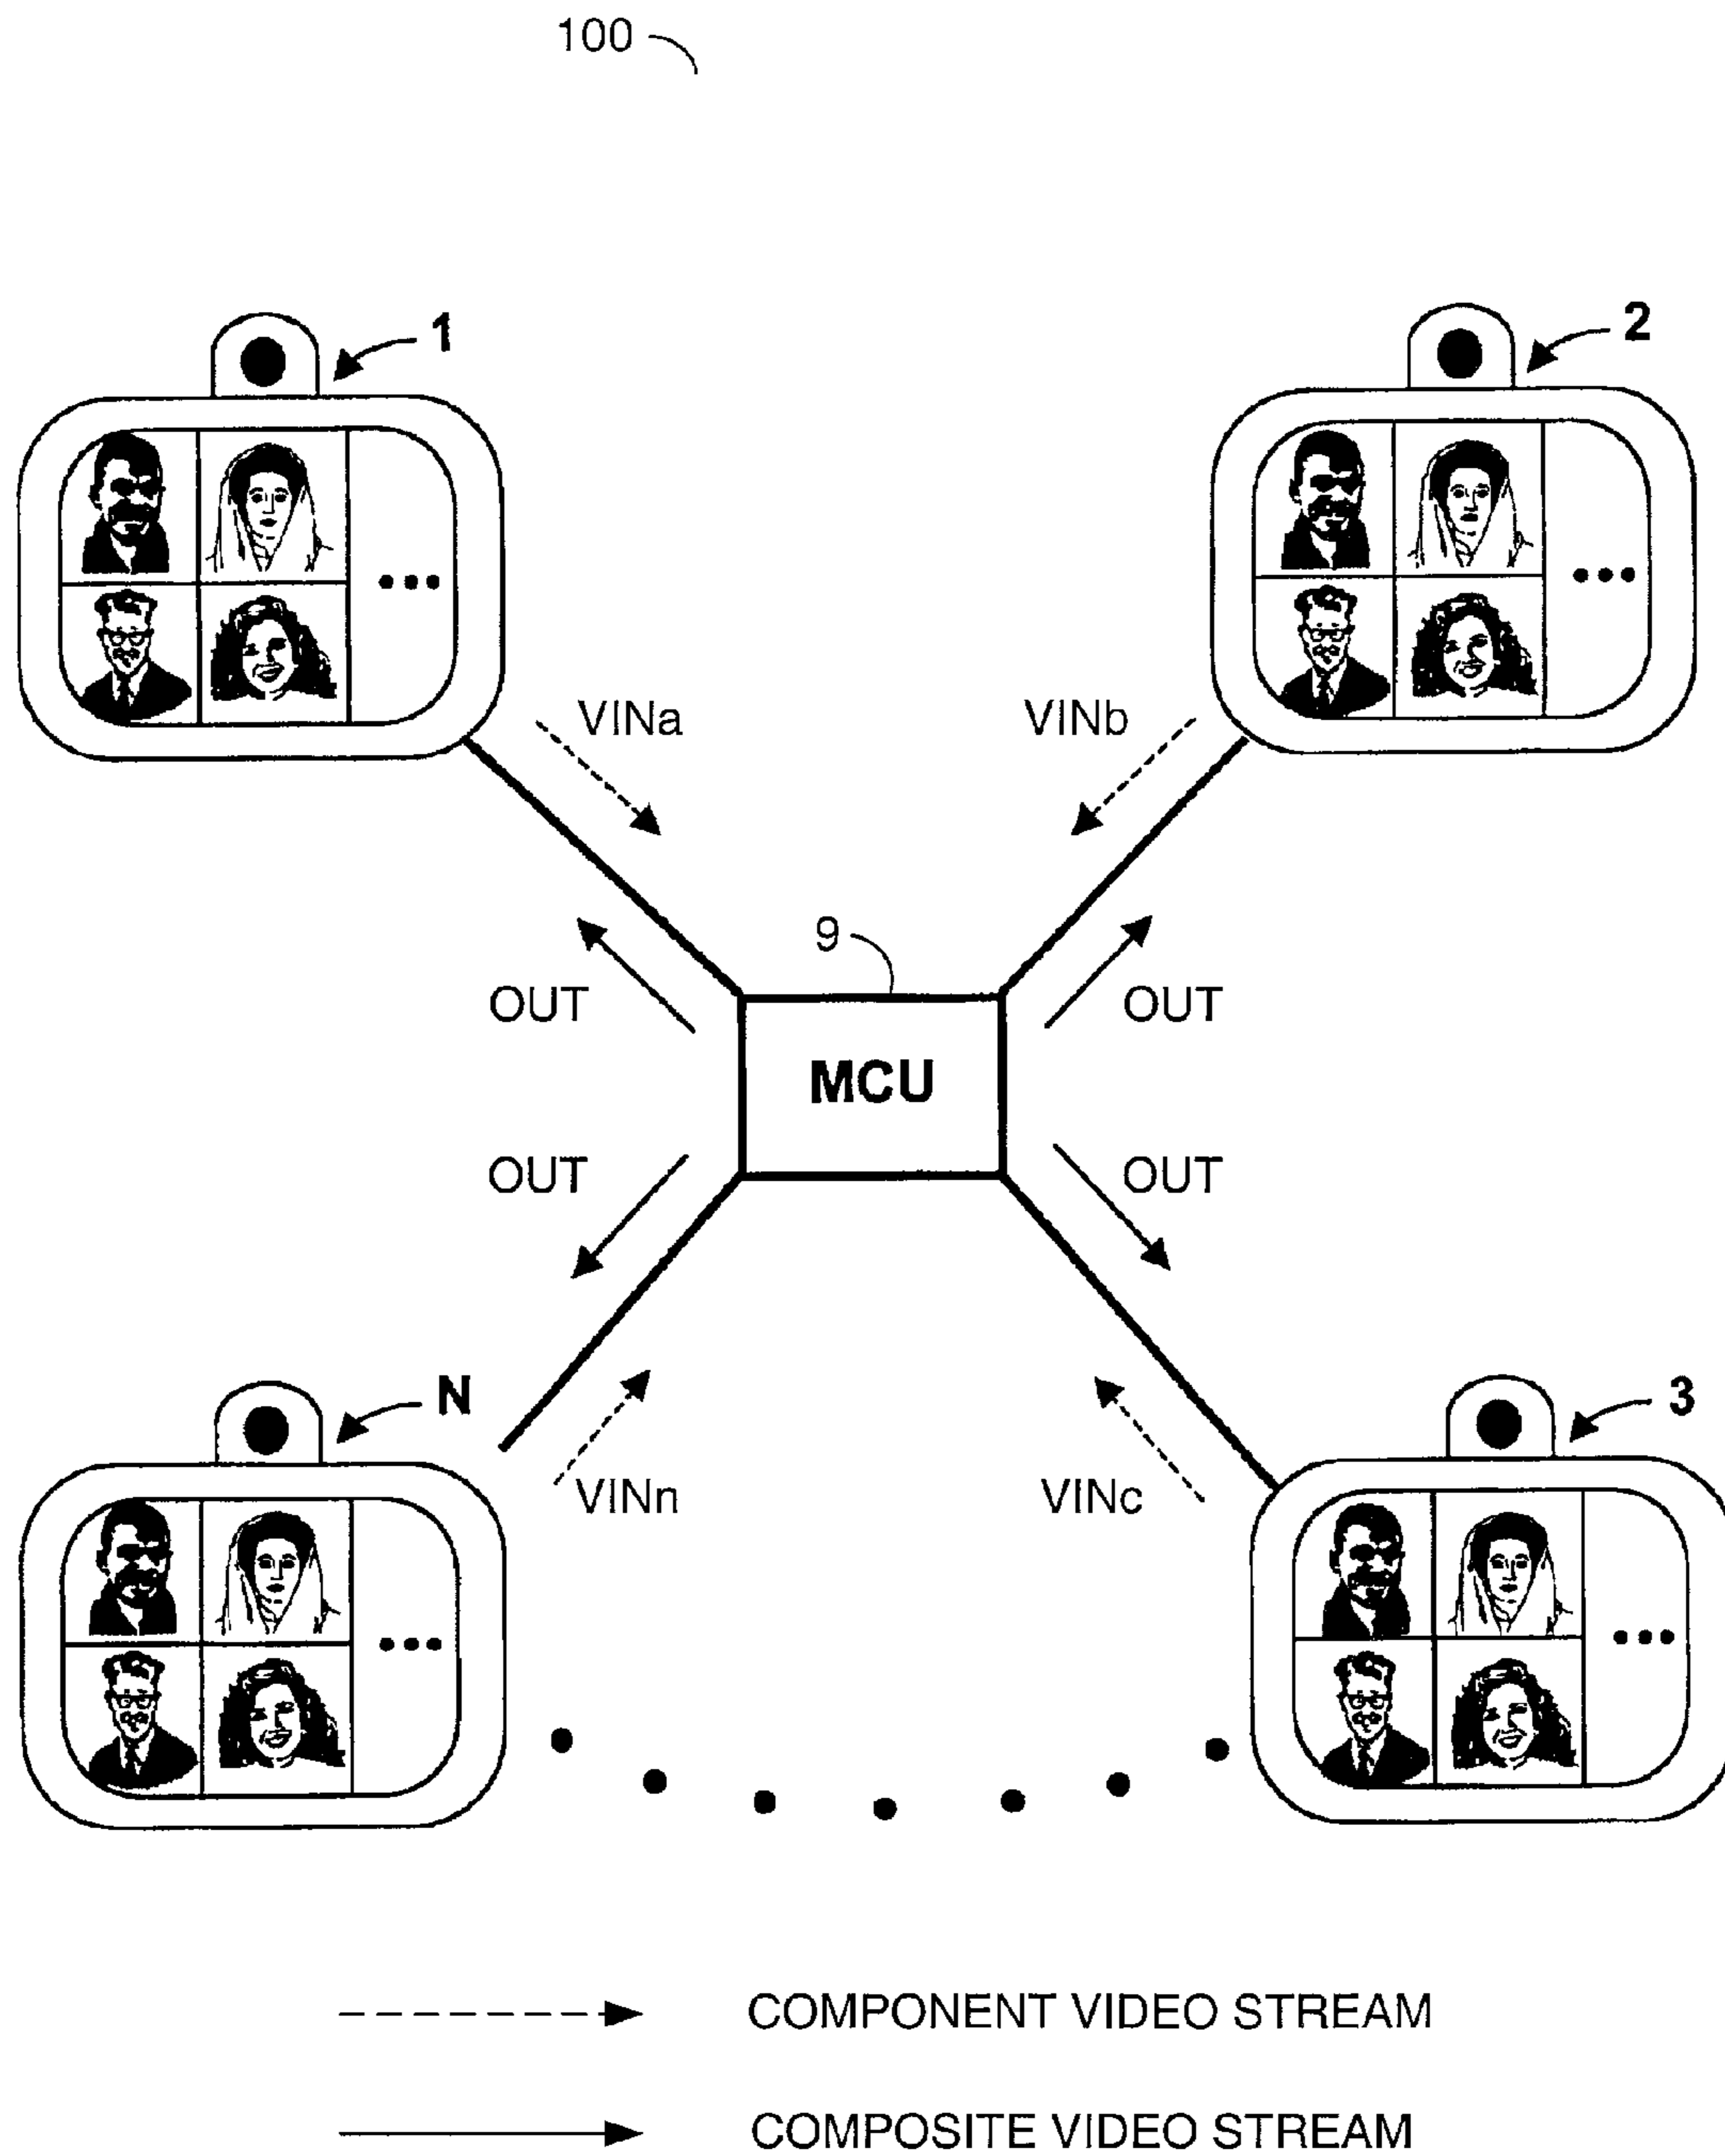 100
1
2
VINa
VINb
9
OUT
OUT
MCU
OUT
OUT
N
3
VINn
VINc
COMPONENT VIDEO STREAM
COMPOSITE VIDEO STREAM